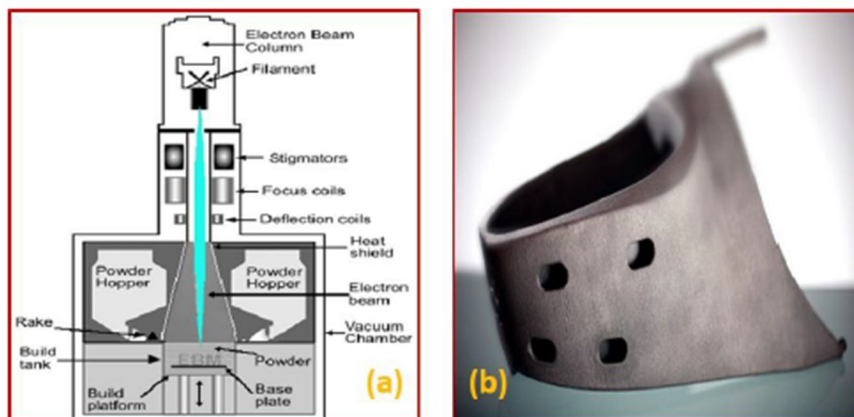 Electron Beam
Column
Filament
Stigmators
Focus coils
Deflection coils
Heat
shield
Powder
Hopper
Powder
Hopper
Electron
beam
Rake
Vacuum
Chamber
Build
tank
EBM
Powder
(a)
Build
platform
Base
plate
(b)